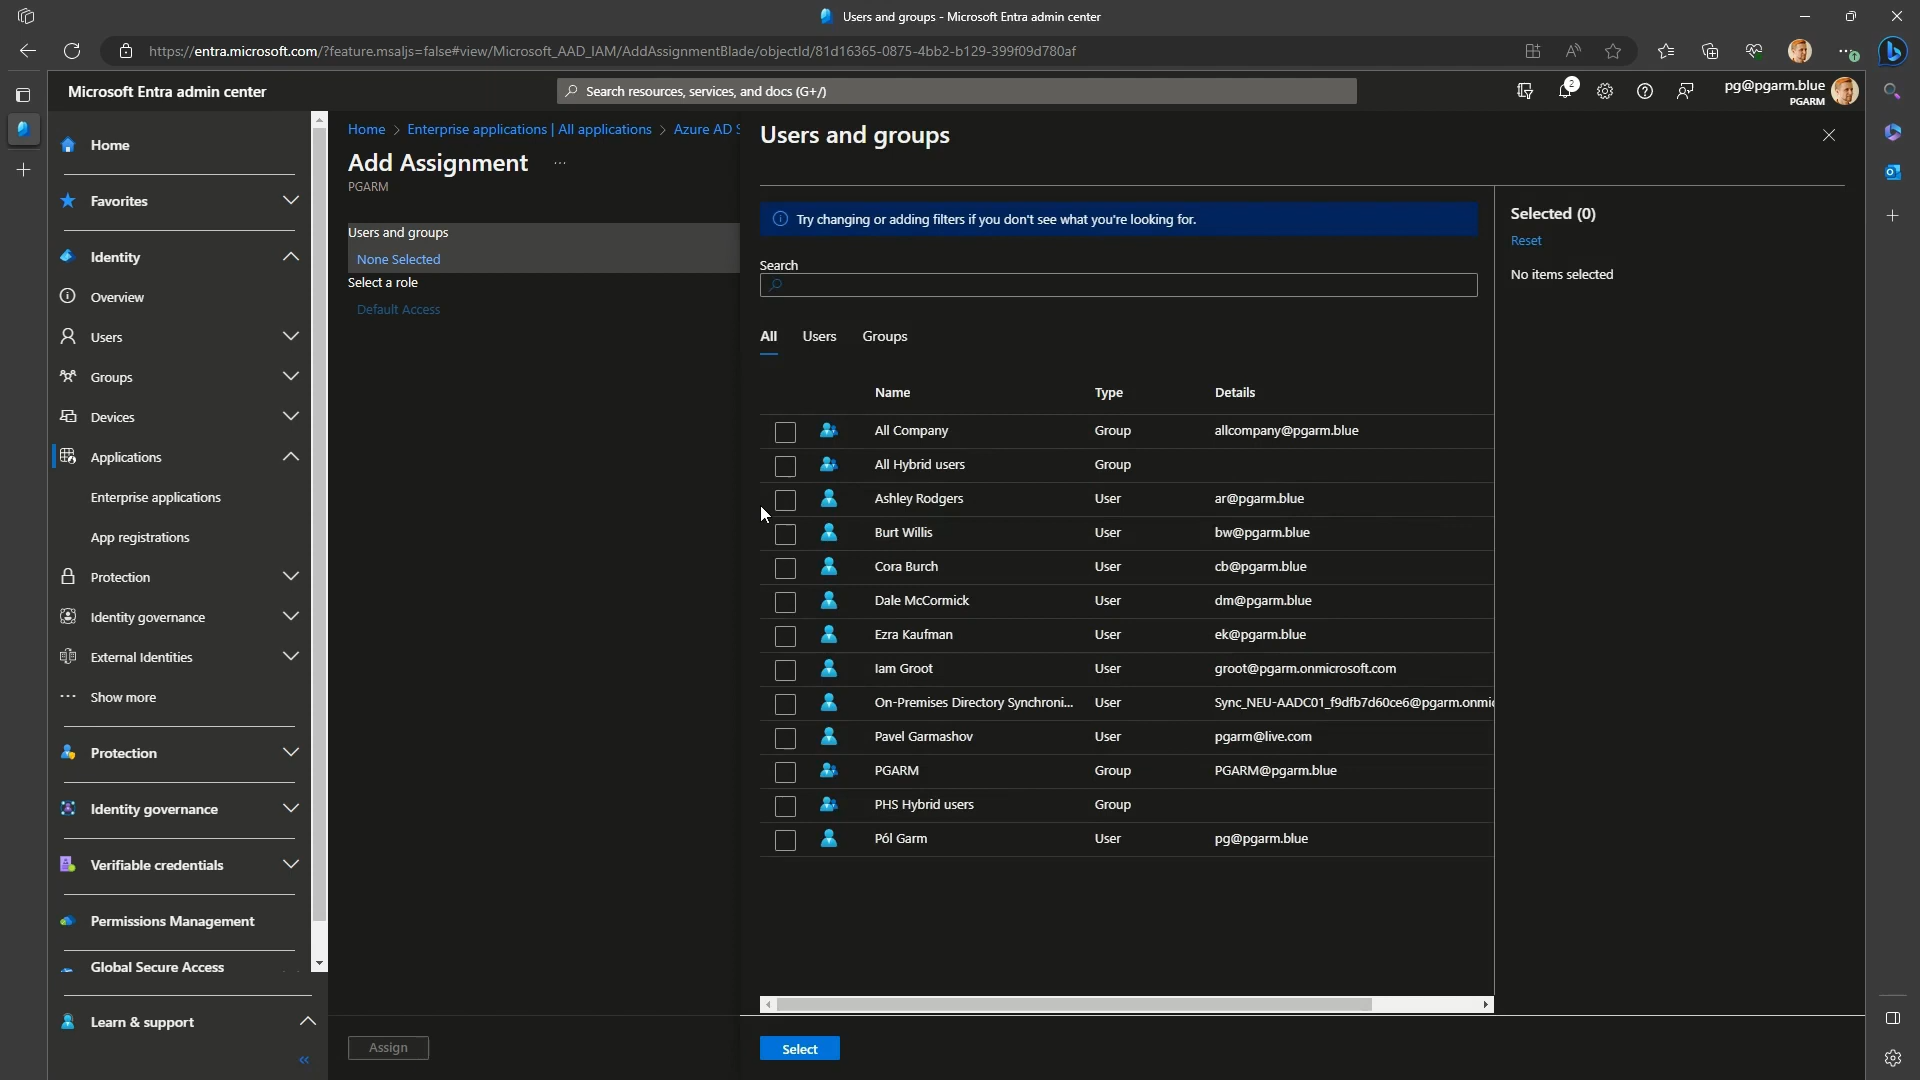 Users and groups - Microsoft Entra admin center
https://entra.microsoft.com/?feature.msaljs=false#view/Microsoft_AAD_IAM/AddAssignmentBlade/objectId/81d16365-0875-4bb2-b129-399f09d780af
Microsoft Entra admin center
Search resources, services, and docs (G+/)
2
pg@pgarm.blue
PGARM
Home
Favorites
Identity
Overview
Users
Groups
Devices
Applications
Enterprise applications
App registrations
Protection
Identity governance
External Identities
Show more
Protection
Identity governance
Verifiable credentials
Permissions Management
Global Secure Access
Learn & support
Home > Enterprise applications | All applications > Azure AD S
Add Assignment ...
PGARM
Users and groups
None Selected
Select a role
Default Access
Assign
Users and groups
Try changing or adding filters if you don't see what you're looking for.
Search
All Users Groups
Name Type Details
All Company Group allcompany@pgarm.blue
All Hybrid users Group
Ashley Rodgers User ar@pgarm.blue
Burt Willis User bw@pgarm.blue
Cora Burch User cb@pgarm.blue
Dale McCormick User dm@pgarm.blue
Ezra Kaufman User ek@pgarm.blue
Iam Groot User groot@pgarm.onmicrosoft.com
On-Premises Directory Synchroni... User Sync_NEU-AADC01_f9dfb7d60ce6@pgarm.onmic
Pavel Garmashov User pgarm@live.com
PGARM Group PGARM@pgarm.blue
PHS Hybrid users Group
Pól Garm User pg@pgarm.blue
Select
Selected (0)
Reset
No items selected